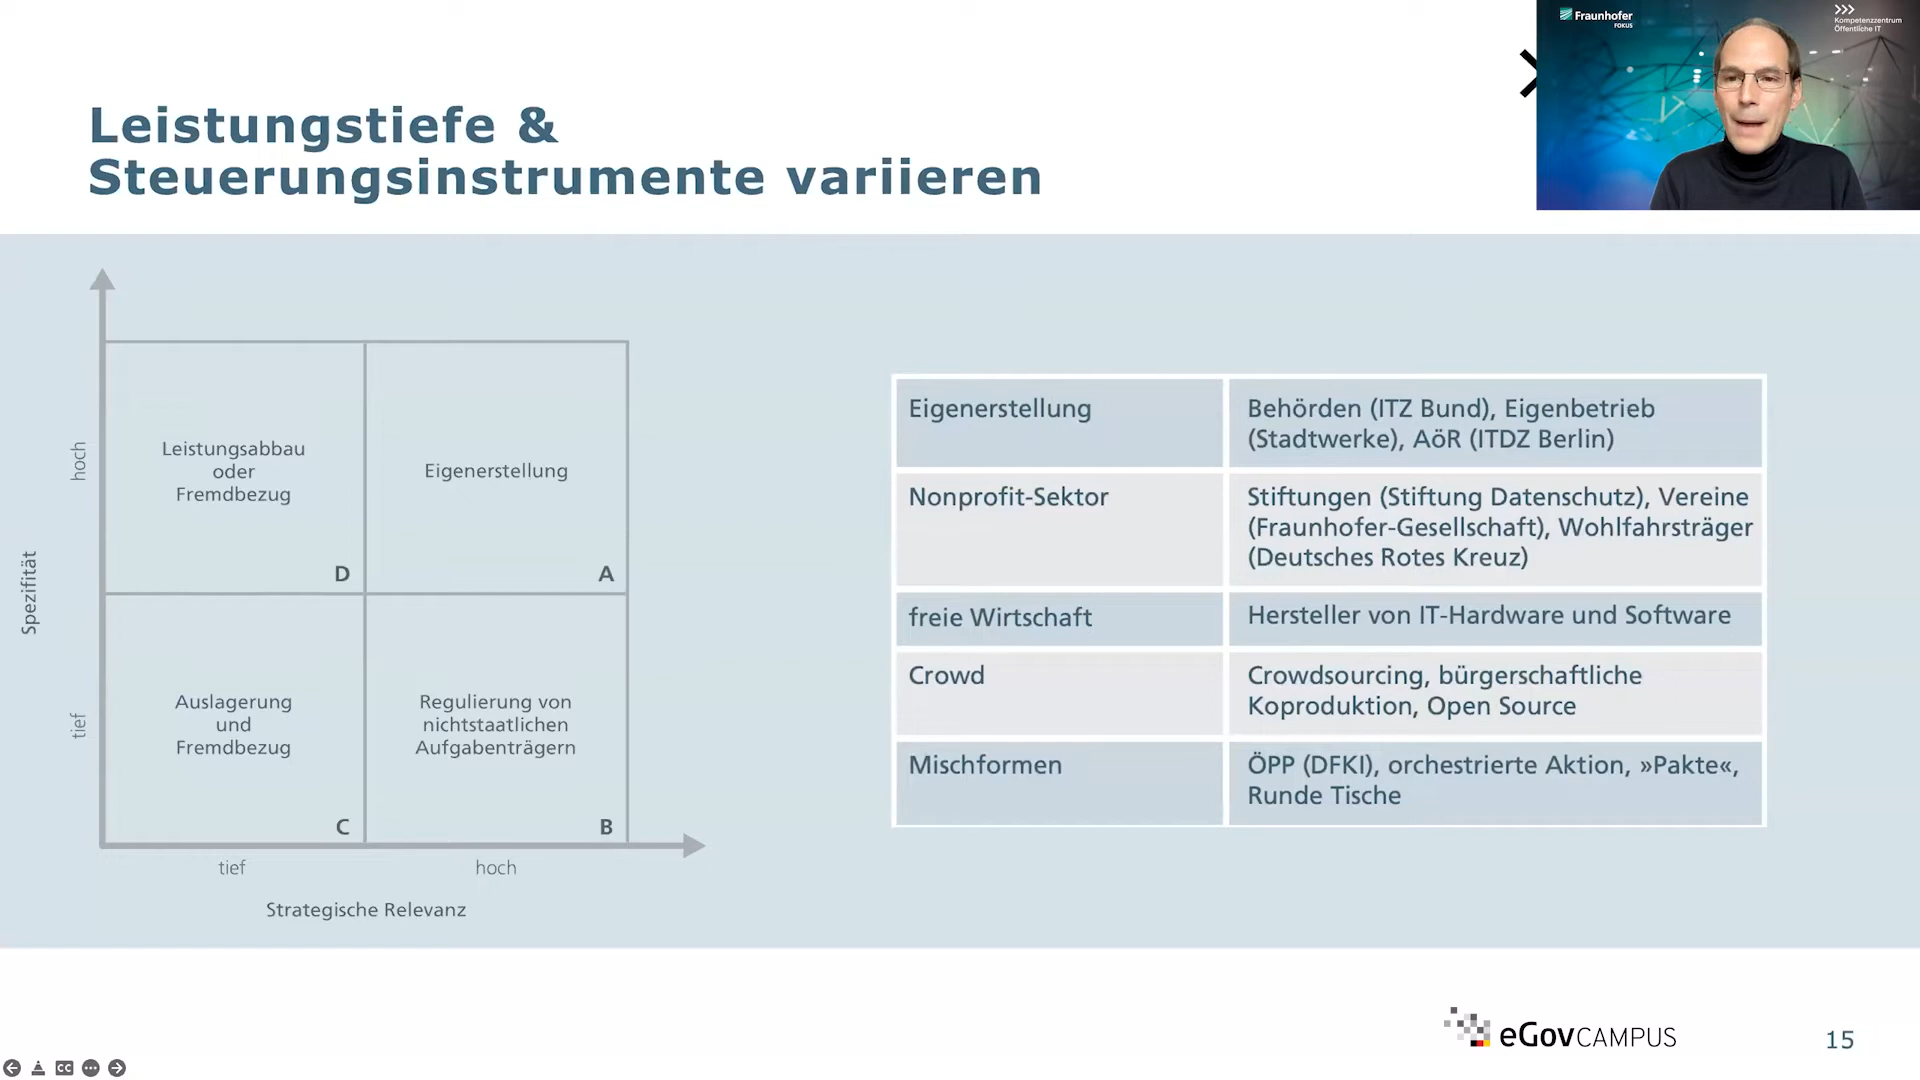 Fraunhofer
FOKUS
Kompetenzzentrum
Öffentliche IT
Leistungstiefe &
Steuerungsinstrumente variieren
Spezifität
hoch
tief
Leistungsabbau
oder
Fremdbezug
D
Eigenerstellung
A
Auslagerung
und
Fremdbezug
C
Regulierung von
nichtstaatlichen
Aufgabenträgern
B
tief
hoch
Strategische Relevanz
Eigenerstellung
Behörden (ITZ Bund), Eigenbetrieb
(Stadtwerke), AöR (ITDZ Berlin)
Nonprofit-Sektor
Stiftungen (Stiftung Datenschutz), Vereine
(Fraunhofer-Gesellschaft), Wohlfahrsträger
(Deutsches Rotes Kreuz)
freie Wirtschaft
Hersteller von IT-Hardware und Software
Crowd
Crowdsourcing, bürgerschaftliche
Koproduktion, Open Source
Mischformen
ÖPP (DFKI), orchestrierte Aktion, »Pakte«,
Runde Tische
eGovCAMPUS
15
CC